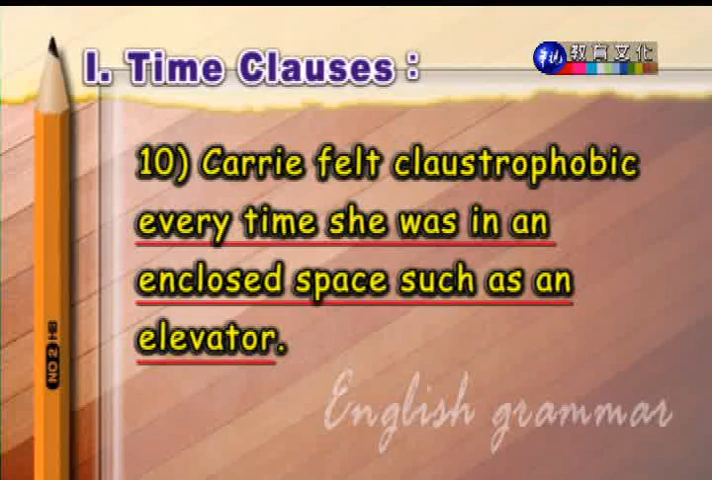 I. Time Clauses :
教育文化
10) Carrie felt claustrophobic
every time she was in an
enclosed space such as an
elevator.
NO 2 HB
English grammar